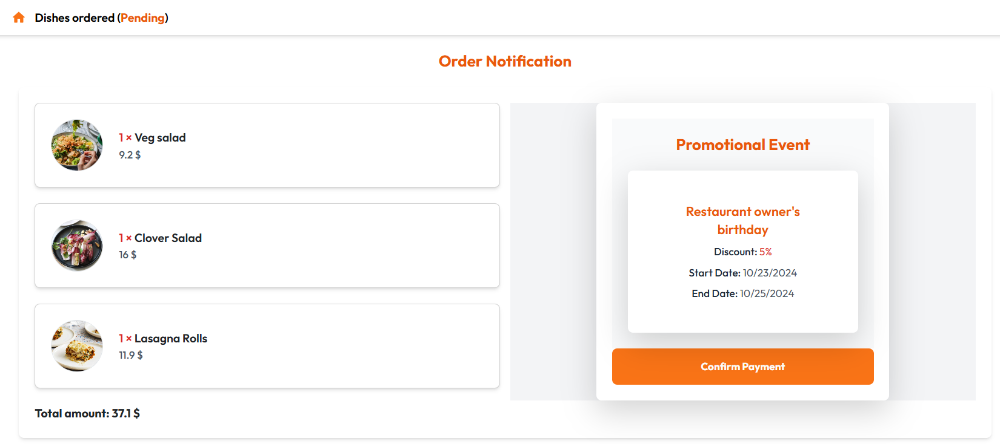 Dishes ordered (Pending)
Order Notification
1 × Veg salad
9.2 $
1 × Clover Salad
16 $
1 × Lasagna Rolls
11.9 $
Total amount: 37.1 $
Promotional Event
Restaurant owner's
birthday
Discount: 5%
Start Date: 10/23/2024
End Date: 10/25/2024
Confirm Payment